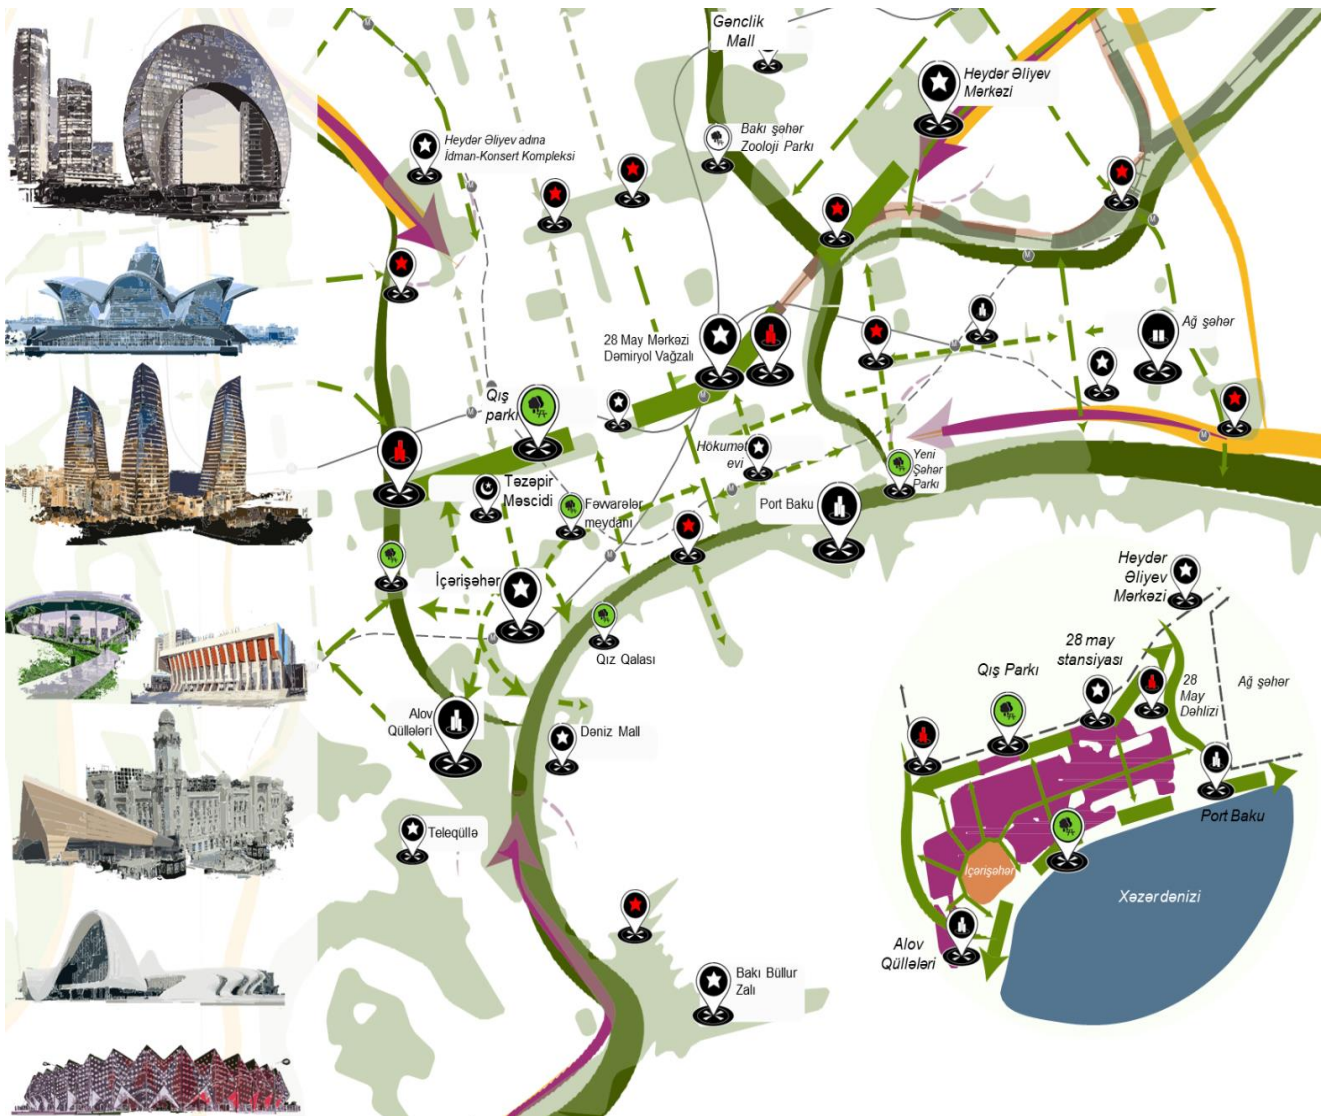 Gənclik
Mall
Heydər Əliyev
Mərkəzi
Bakı şəhər
Zooloji Parkı
Heydər Əliyev adına
İdman-Konsert Kompleksi
28 May Mərkəzi
Dəmiryol Vağzalı
Ağ şəhər
Qış
parkı
Hökumət
evi
Yeni
Şəhər
Parkı
Təzəpir
Məscidi
Fəvvarələr
meydanı
Port Baku
İçərişəhər
Qız Qalası
Alov
Qüllələri
Dəniz Mall
Teleqüllə
Bakı Büllur
Zalı
Heydər
Əliyev
Mərkəzi
28 may
stansiyası
Qış Parkı
28
May
Dəhlizi
Ağ şəhər
Port Baku
İçərişəhər
Xəzər dənizi
Alov
Qüllələri
M
M
M
M
M
M
M
M
M
M
M